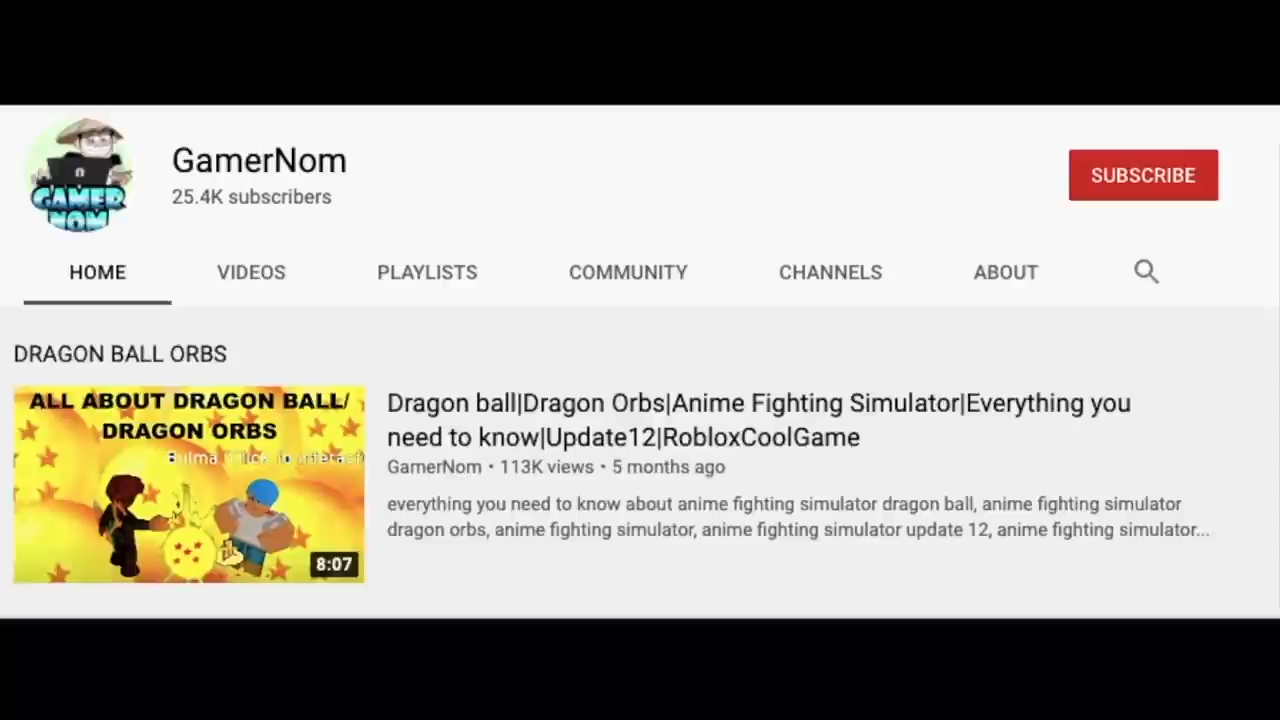 GamerNom
25.4K subscribers
SUBSCRIBE
GAMER
NOM
HOME VIDEOS PLAYLISTS COMMUNITY CHANNELS ABOUT
DRAGON BALL ORBS
ALL ABOUT DRAGON BALL/
DRAGON ORBS
Bulma
8:07
Dragon ball|Dragon Orbs|Anime Fighting Simulator|Everything you
need to know|Update12|RobloxCoolGame
GamerNom • 113K views • 5 months ago
everything you need to know about anime fighting simulator dragon ball, anime fighting simulator
dragon orbs, anime fighting simulator, anime fighting simulator update 12, anime fighting simulator...